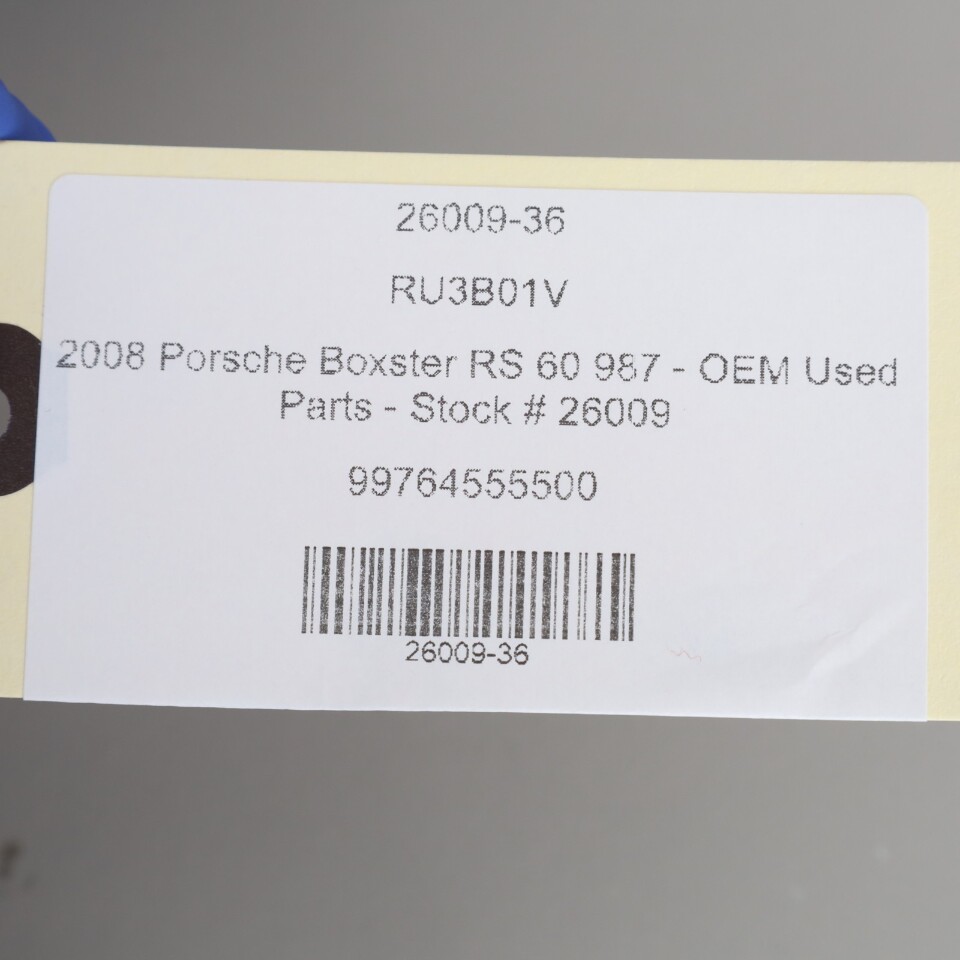 26009-36
RU3B01V
2008 Porsche Boxster RS 60 987 - OEM Used
Parts - Stock # 26009
99764555500
26009-36